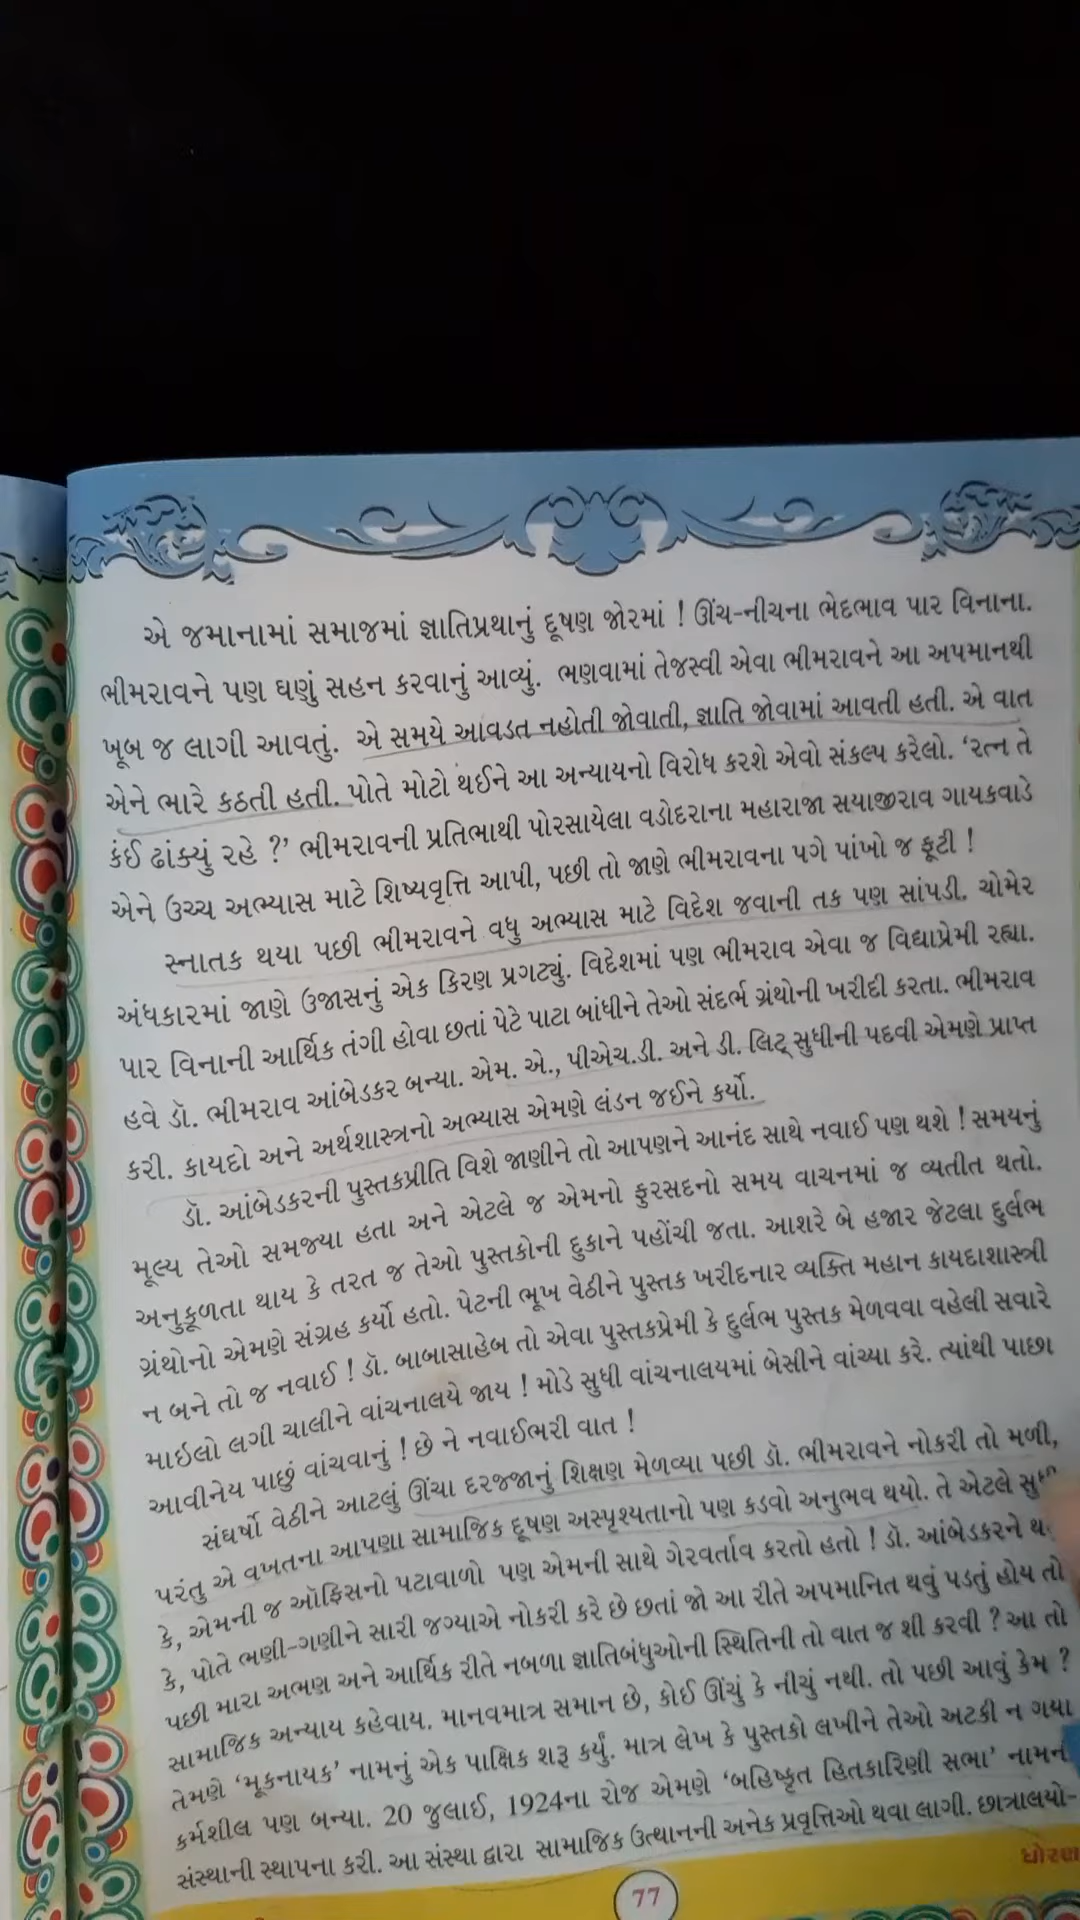 એ જમાનામાં સમાજમાં જ્ઞાતિપ્રથાનું દૂષણ જોરમાં ! ઊંચ-નીચના ભેદભાવ પાર વિનાના.
ભીમરાવને પણ ઘણું સહન કરવાનું આવ્યું. ભણવામાં તેજસ્વી એવા ભીમરાવને આ અપમાનથી
ખૂબ જ લાગી આવતું. એ સમયે આવડત નહોતી જોવાતી, જ્ઞાતિ જોવામાં આવતી હતી. એ વાત
એને ભારે કઠતી હતી. પોતે મોટો થઈને આ અન્યાયનો વિરોધ કરશે એવો સંકલ્પ કરેલો. ‘રત્ન તે
કંઈ ઢાંક્યું રહે ?’ ભીમરાવની પ્રતિભાથી પોરસાયેલા વડોદરાના મહારાજા સયાજીરાવ ગાયકવાડે
એને ઉચ્ચ અભ્યાસ માટે શિષ્યવૃત્તિ આપી, પછી તો જાણે ભીમરાવના પગે પાંખો જ ફૂટી !
સ્નાતક થયા પછી ભીમરાવને વધુ અભ્યાસ માટે વિદેશ જવાની તક પણ સાંપડી. ચોમેર
અંધકારમાં જાણે ઉજાસનું એક કિરણ પ્રગટ્યું. વિદેશમાં પણ ભીમરાવ એવા જ વિદ્યાપ્રેમી રહ્યા.
પાર વિનાની આર્થિક તંગી હોવા છતાં પેટે પાટા બાંધીને તેઓ સંદર્ભ ગ્રંથોની ખરીદી કરતા. ભીમરાવ
હવે ડૉ. ભીમરાવ આંબેડકર બન્યા. એમ. એ., પીએચ.ડી. અને ડી. લિટ્ સુધીની પદવી એમણે પ્રાપ્ત
કરી. કાયદો અને અર્થશાસ્ત્રનો અભ્યાસ એમણે લંડન જઈને કર્યો.
ડૉ. આંબેડકરની પુસ્તકપ્રીતિ વિશે જાણીને તો આપણને આનંદ સાથે નવાઈ પણ થશે ! સમયનું
મૂલ્ય તેઓ સમજ્યા હતા અને એટલે જ એમનો ફુરસદનો સમય વાચનમાં જ વ્યતીત થતો.
અનુકૂળતા થાય કે તરત જ તેઓ પુસ્તકોની દુકાને પહોંચી જતા. આશરે બે હજાર જેટલા દુર્લભ
ગ્રંથોનો એમણે સંગ્રહ કર્યો હતો. પેટની ભૂખ વેઠીને પુસ્તક ખરીદનાર વ્યક્તિ મહાન કાયદાશાસ્ત્રી
ન બને તો જ નવાઈ ! ડૉ. બાબાસાહેબ તો એવા પુસ્તકપ્રેમી કે દુર્લભ પુસ્તક મેળવવા વહેલી સવારે
માઇલો લગી ચાલીને વાંચનાલયે જાય ! મોડે સુધી વાંચનાલયમાં બેસીને વાંચ્યા કરે. ત્યાંથી પાછા
આવીનેય પાછું વાંચવાનું ! છે ને નવાઈભરી વાત !
સંઘર્ષો વેઠીને આટલું ઊંચા દરજ્જાનું શિક્ષણ મેળવ્યા પછી ડૉ. ભીમરાવને નોકરી તો મળી,
પરંતુ એ વખતના આપણા સામાજિક દૂષણ અસ્પૃશ્યતાનો પણ કડવો અનુભવ થયો. તે એટલે
કે, એમની જ ઑફિસનો પટાવાળો પણ એમની સાથે ગેરવર્તાવ કરતો હતો ! ડૉ. આંબેડકરને
કે, પોતે ભણી-ગણીને સારી જગ્યાએ નોકરી કરે છે છતાં જો આ રીતે અપમાનિત થવું પડતું હોય તો
પછી મારા અભણ અને આર્થિક રીતે નબળા જ્ઞાતિબંધુઓની સ્થિતિની તો વાત જ શી કરવી ? આ તો
સામાજિક અન્યાય કહેવાય. માનવમાત્ર સમાન છે, કોઈ ઊંચું કે નીચું નથી. તો પછી આવું કેમ ?
તેમણે ‘મૂકનાયક’ નામનું એક પાક્ષિક શરૂ કર્યું. માત્ર લેખ કે પુસ્તકો લખીને તેઓ અટકી ન ગયા
કર્મશીલ પણ બન્યા. 20 જુલાઈ, 1924ના રોજ એમણે ‘બહિષ્કૃત હિતકારિણી સભા’
સંસ્થાની સ્થાપના કરી. આ સંસ્થા દ્વારા સામાજિક ઉત્થાનની અનેક પ્રવૃત્તિઓ થવા લાગી. છાત્રાલયો-
ધોરણ
77